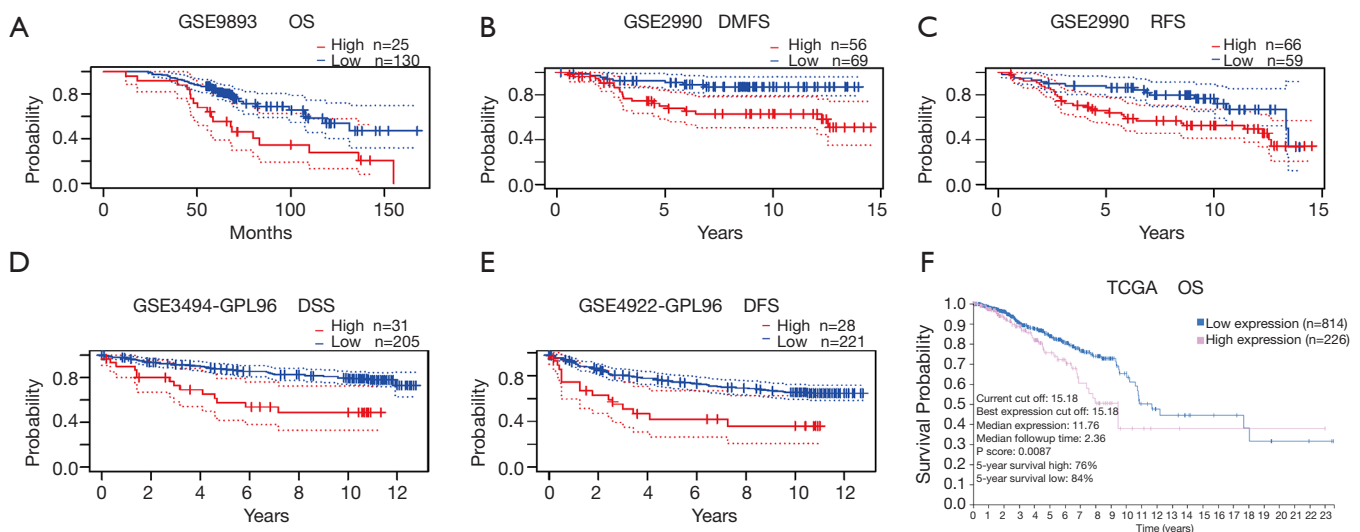 A
GSE9893 OS
High n=25
Low n=130
Probability
0.8
0.4
0.0
0 50 100 150
Months
B
GSE2990 DMFS
High n=56
Low n=69
Probability
0.8
0.4
0.0
0 5 10 15
Years
C
GSE2990 RFS
High n=66
Low n=59
Probability
0.8
0.4
0.0
0 5 10 15
Years
D
GSE3494-GPL96 DSS
High n=31
Low n=205
Probability
0.8
0.4
0.0
0 2 4 6 8 10 12
Years
E
GSE4922-GPL96 DFS
High n=28
Low n=221
Probability
0.8
0.4
0.0
0 2 4 6 8 10 12
Years
F
TCGA OS
Low expression (n=814)
High expression (n=226)
Survival Probability
1.0
0.9
0.8
0.7
0.6
0.5
0.4
0.3
0.2
0.1
0.0
Current cut off: 15.18
Best expression cut off: 15.18
Median expression: 11.76
Median followup time: 2.36
P score: 0.0087
5-year survival high: 76%
5-year survival low: 84%
0 1 2 3 4 5 6 7 8 9 10 11 12 13 14 15 16 17 18 19 20 21 22 23
Time (years)